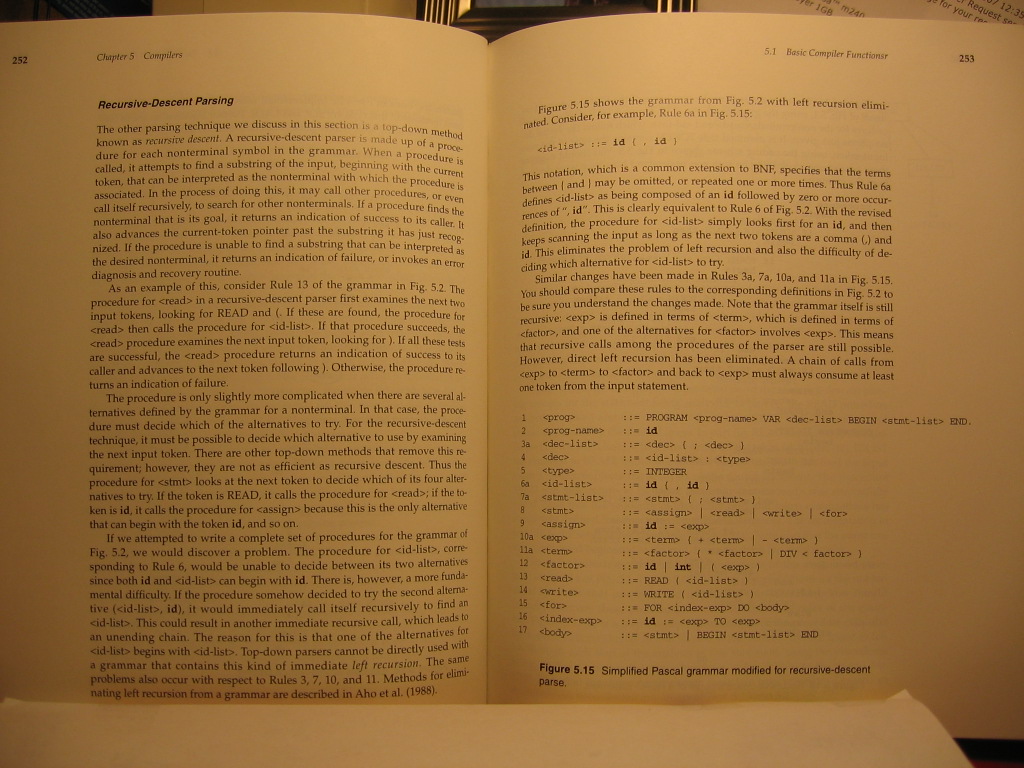 yer 1GB m24n
07 12:35
er Request se
ge for your re
252
Chapter 5 Compilers
Recursive-Descent Parsing
The other parsing technique we discuss in this section is a top-down method
known as recursive descent. A recursive-descent parser is made up of a proce-
dure for each nonterminal symbol in the grammar. When a procedure is
called, it attempts to find a substring of the input, beginning with the current
token, that can be interpreted as the nonterminal with which the procedure is
associated. In the process of doing this, it may call other procedures, or even
call itself recursively, to search for other nonterminals. If a procedure finds the
nonterminal that is its goal, it returns an indication of success to its caller. It
also advances the current-token pointer past the substring it has just recog-
nized. If the procedure is unable to find a substring that can be interpreted as
the desired nonterminal, it returns an indication of failure, or invokes an error
diagnosis and recovery routine.
As an example of this, consider Rule 13 of the grammar in Fig. 5.2. The
procedure for <read> in a recursive-descent parser first examines the next two
input tokens, looking for READ and (. If these are found, the procedure for
<read> then calls the procedure for <id-list>. If that procedure succeeds, the
<read> procedure examines the next input token, looking for ). If all these tests
are successful, the <read> procedure returns an indication of success to its
caller and advances to the next token following ). Otherwise, the procedure re-
turns an indication of failure.
The procedure is only slightly more complicated when there are several al-
ternatives defined by the grammar for a nonterminal. In that case, the proce-
dure must decide which of the alternatives to try. For the recursive-descent
technique, it must be possible to decide which alternative to use by examining
the next input token. There are other top-down methods that remove this re-
quirement; however, they are not as efficient as recursive descent. Thus the
procedure for <stmt> looks at the next token to decide which of its four alter-
natives to try. If the token is READ, it calls the procedure for <read>; if the to-
ken is id, it calls the procedure for <assign> because this is the only alternative
that can begin with the token id, and so on.
If we attempted to write a complete set of procedures for the grammar of
Fig. 5.2, we would discover a problem. The procedure for <id-list>, corre-
sponding to Rule 6, would be unable to decide between its two alternatives
since both id and <id-list> can begin with id. There is, however, a more funda-
mental difficulty. If the procedure somehow decided to try the second alterna-
tive (<id-list>, id), it would immediately call itself recursively to find an
<id-list>. This could result in another immediate recursive call, which leads to
an unending chain. The reason for this is that one of the alternatives for
<id-list> begins with <id-list>. Top-down parsers cannot be directly used with
a grammar that contains this kind of immediate left recursion. The same
problems also occur with respect to Rules 3, 7, 10, and 11. Methods for elimi-
nating left recursion from a grammar are described in Aho et al. (1988).
5.1 Basic Compiler Functions
253
Figure 5.15 shows the grammar from Fig. 5.2 with left recursion elimi-
nated. Consider, for example, Rule 6a in Fig. 5.15:
<id-list> ::= id { , id }
This notation, which is a common extension to BNF, specifies that the terms
between { and } may be omitted, or repeated one or more times. Thus Rule 6a
defines <id-list> as being composed of an id followed by zero or more occur-
rences of ", id". This is clearly equivalent to Rule 6 of Fig. 5.2. With the revised
definition, the procedure for <id-list> simply looks first for an id, and then
keeps scanning the input as long as the next two tokens are a comma (,) and
id. This eliminates the problem of left recursion and also the difficulty of de-
ciding which alternative for <id-list> to try.
Similar changes have been made in Rules 3a, 7a, 10a, and 11a in Fig. 5.15.
You should compare these rules to the corresponding definitions in Fig. 5.2 to
be sure you understand the changes made. Note that the grammar itself is still
recursive: <exp> is defined in terms of <term>, which is defined in terms of
<factor>, and one of the alternatives for <factor> involves <exp>. This means
that recursive calls among the procedures of the parser are still possible.
However, direct left recursion has been eliminated. A chain of calls from
<exp> to <term> to <factor> and back to <exp> must always consume at least
one token from the input statement.
1 <prog> ::= PROGRAM <prog-name> VAR <dec-list> BEGIN <stmt-list> END.
2 <prog-name> ::= id
3a <dec-list> ::= <dec> { ; <dec> }
4 <dec> ::= <id-list> : <type>
5 <type> ::= INTEGER
6a <id-list> ::= id { , id }
7a <stmt-list> ::= <stmt> { ; <stmt> }
8 <stmt> ::= <assign> | <read> | <write> | <for>
9 <assign> ::= id := <exp>
10a <exp> ::= <term> { + <term> | - <term> }
11a <term> ::= <factor> { * <factor> | DIV < factor> }
12 <factor> ::= id | int | ( <exp> )
13 <read> ::= READ ( <id-list> )
14 <write> ::= WRITE ( <id-list> )
15 <for> ::= FOR <index-exp> DO <body>
16 <index-exp> ::= id := <exp> TO <exp>
17 <body> ::= <stmt> | BEGIN <stmt-list> END
Figure 5.15 Simplified Pascal grammar modified for recursive-descent
parse.